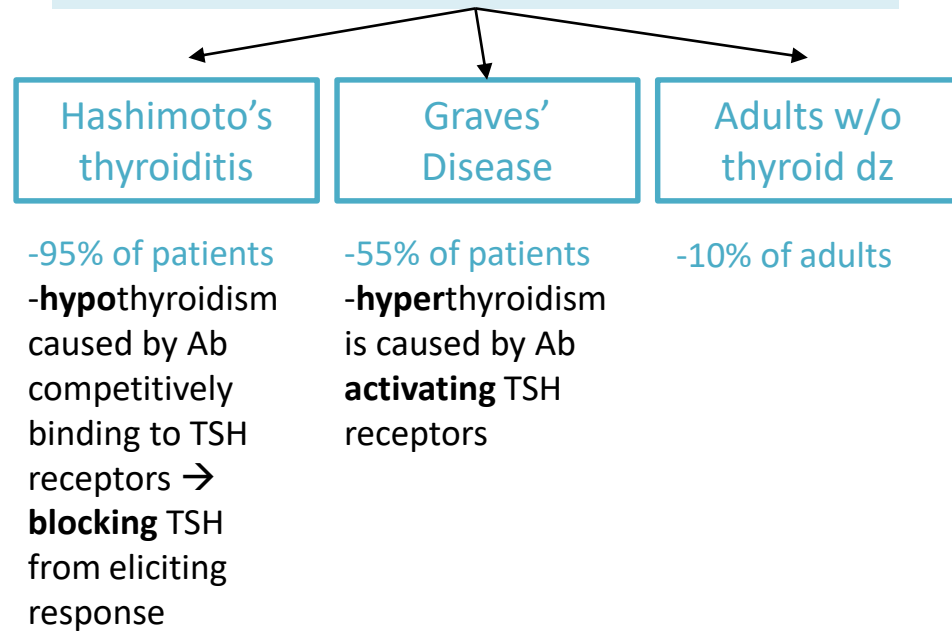 Hashimoto's
thyroiditis
Graves'
Disease
Adults w/o
thyroid dz
-95% of patients
-hypothyroidism
caused by Ab
competitively
binding to TSH
receptors →
blocking TSH
from eliciting
response
-55% of patients
-hyperthyroidism
is caused by Ab
activating TSH
receptors
-10% of adults